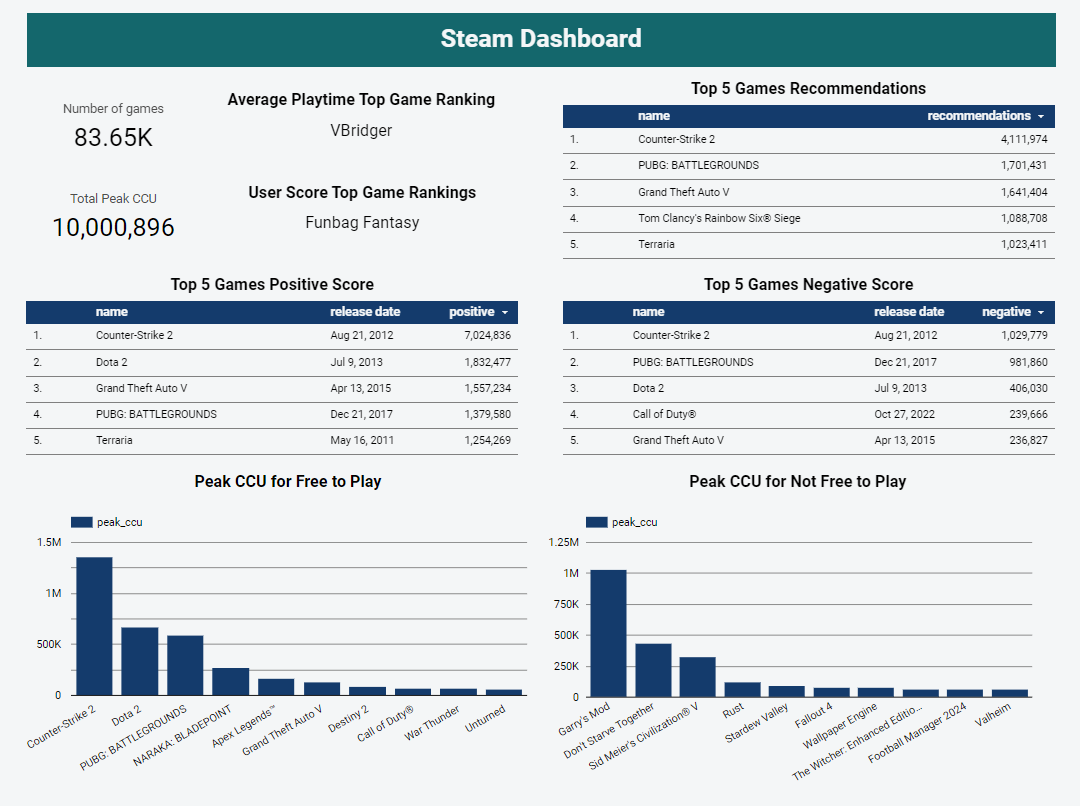 Steam Dashboard
Number of games
83.65K
Average Playtime Top Game Ranking
VBridger
Total Peak CCU
10,000,896
User Score Top Game Rankings
Funbag Fantasy
Top 5 Games Recommendations
name recommendations
1. Counter-Strike 2 4,111,974
2. PUBG: BATTLEGROUNDS 1,701,431
3. Grand Theft Auto V 1,641,404
4. Tom Clancy's Rainbow Six® Siege 1,088,708
5. Terraria 1,023,411
Top 5 Games Positive Score
name release date positive
1. Counter-Strike 2 Aug 21, 2012 7,024,836
2. Dota 2 Jul 9, 2013 1,832,477
3. Grand Theft Auto V Apr 13, 2015 1,557,234
4. PUBG: BATTLEGROUNDS Dec 21, 2017 1,379,580
5. Terraria May 16, 2011 1,254,269
Top 5 Games Negative Score
name release date negative
1. Counter-Strike 2 Aug 21, 2012 1,029,779
2. PUBG: BATTLEGROUNDS Dec 21, 2017 981,860
3. Dota 2 Jul 9, 2013 406,030
4. Call of Duty® Oct 27, 2022 239,666
5. Grand Theft Auto V Apr 13, 2015 236,827
Peak CCU for Free to Play
peak_ccu
1.5M
1M
500K
0
Counter-Strike 2
Dota 2
PUBG: BATTLEGROUNDS
NARAKA: BLADEPOINT
Apex Legends™
Grand Theft Auto V
Destiny 2
Call of Duty®
War Thunder
Unturned
Peak CCU for Not Free to Play
peak_ccu
1.25M
1M
750K
500K
250K
0
Garry's Mod
Don't Starve Together
Sid Meier's Civilization® V
Rust
Stardew Valley
Fallout 4
Wallpaper Engine
The Witcher: Enhanced Editio...
Football Manager 2024
Valheim